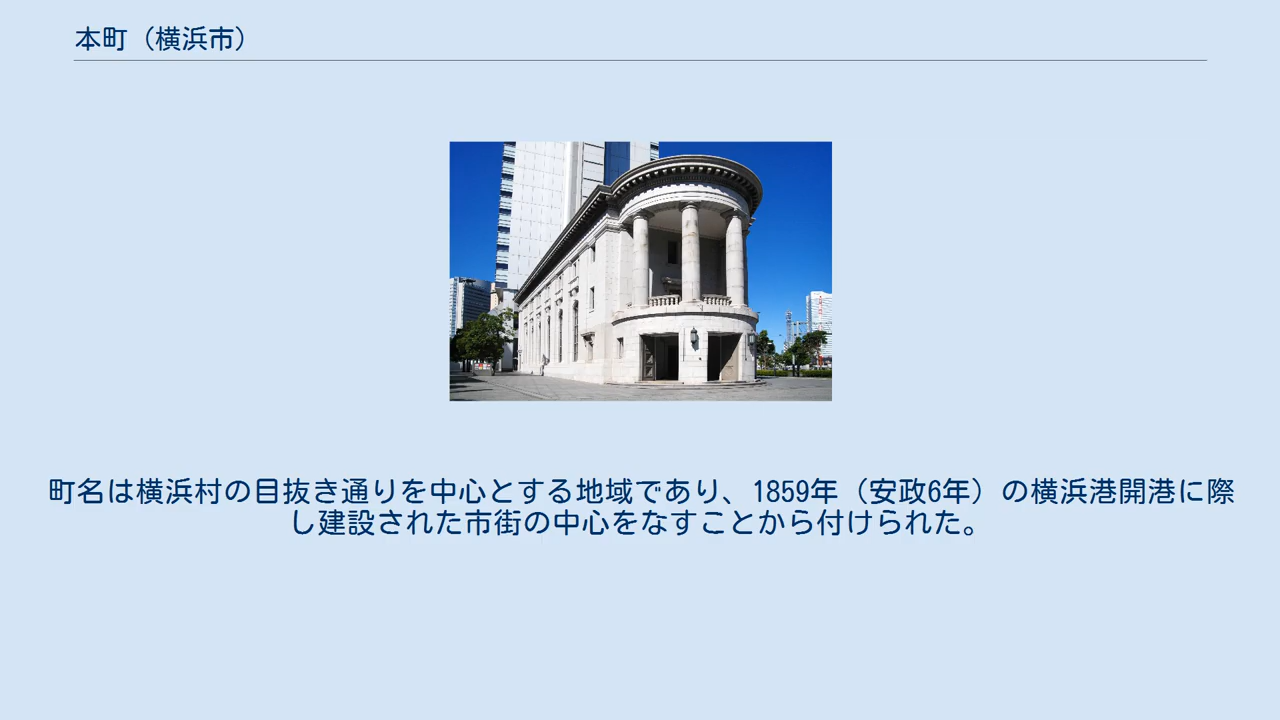 本町（横浜市）
町名は横浜村の目抜き通りを中心とする地域であり、1859年（安政6年）の横浜港開港に際
し建設された市街の中心をなすことから付けられた。